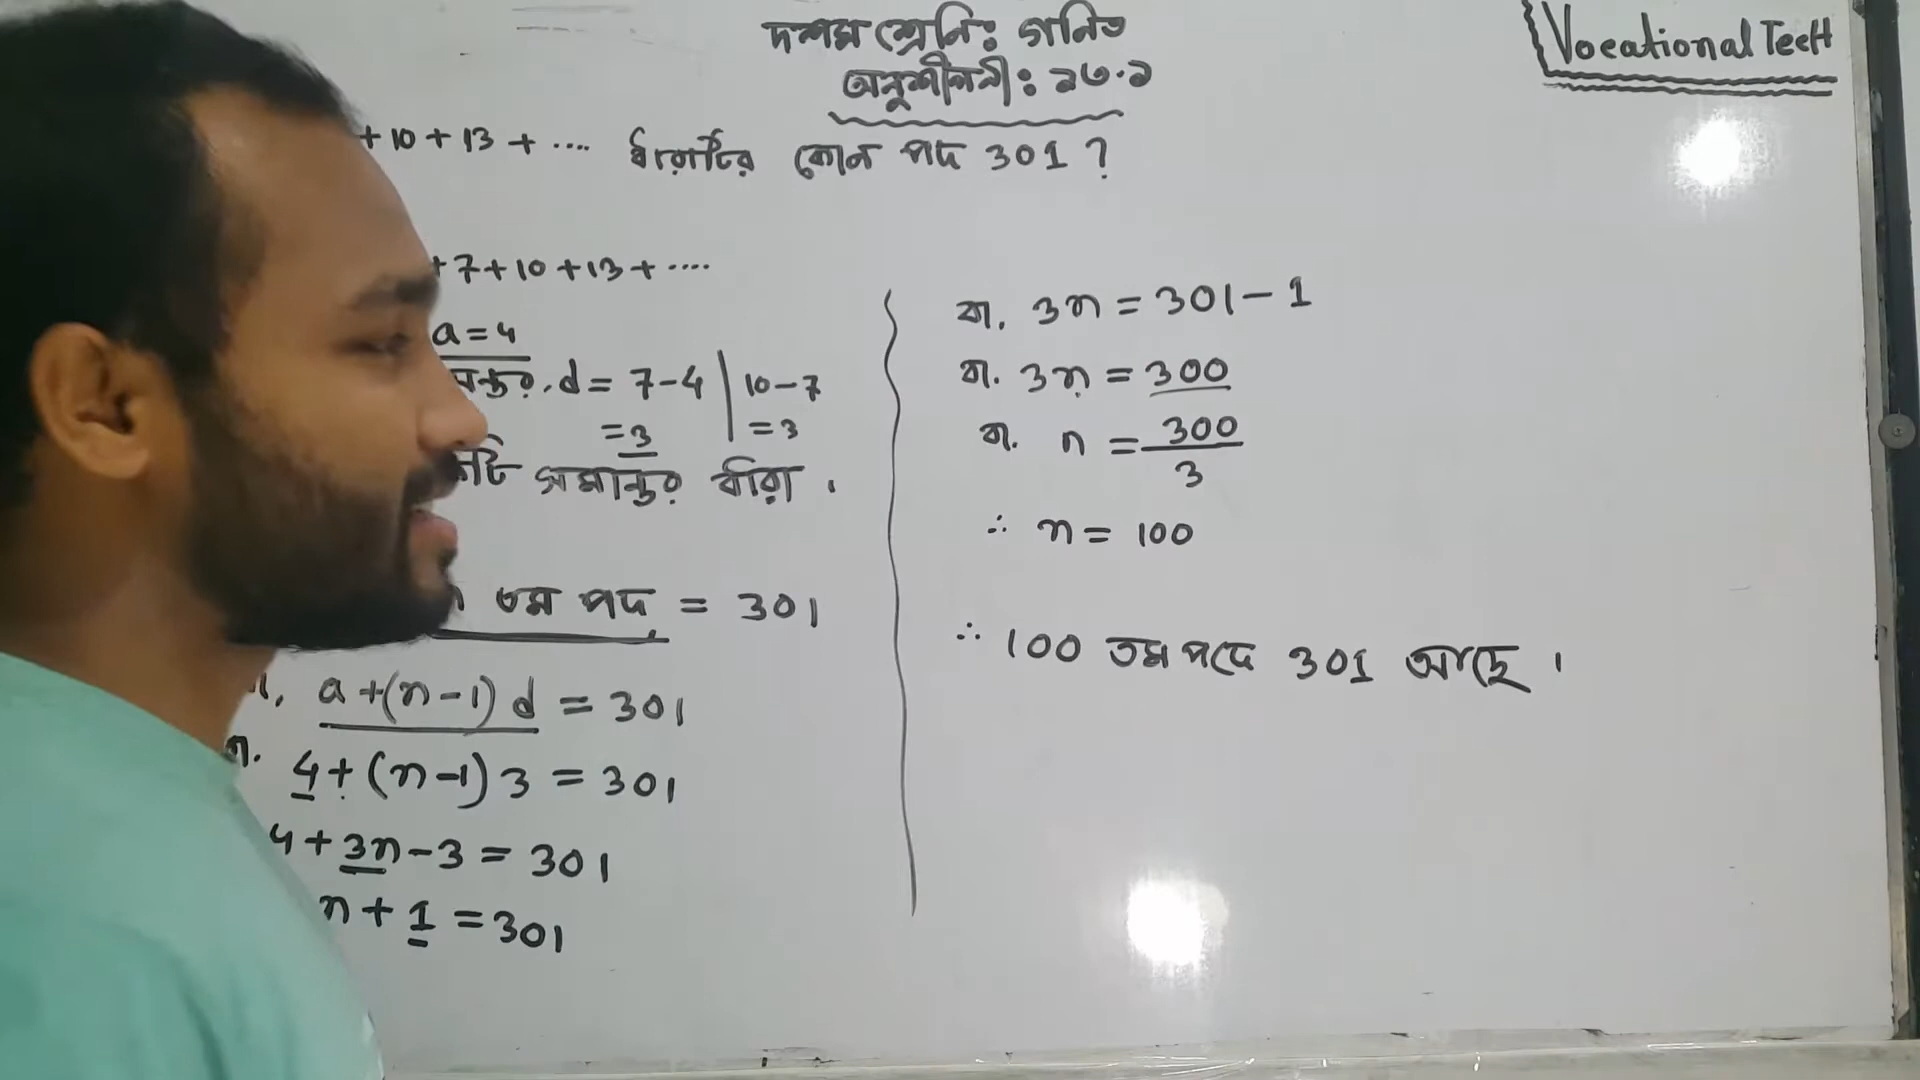 দশম শ্রেনিঃ গনিত
অনুশীলনীঃ ১৩.১
Vocational TecH
+ 10 + 13 + .... ধারাটির কোন পদ 301 ?
+ 7 + 10 + 13 + ....
a = 4
d = 7 - 4 | 10 - 7
= 3 | = 3
সমান্তর ধারা ।
তম পদ = 301
a + (n - 1) d = 301
4 + (n - 1) 3 = 301
4 + 3n - 3 = 301
n + 1 = 301
বা, 3n = 301 - 1
বা, 3n = 300
বা, n = 300/3
∴ n = 100
∴ 100 তম পদে 301 আছে ।